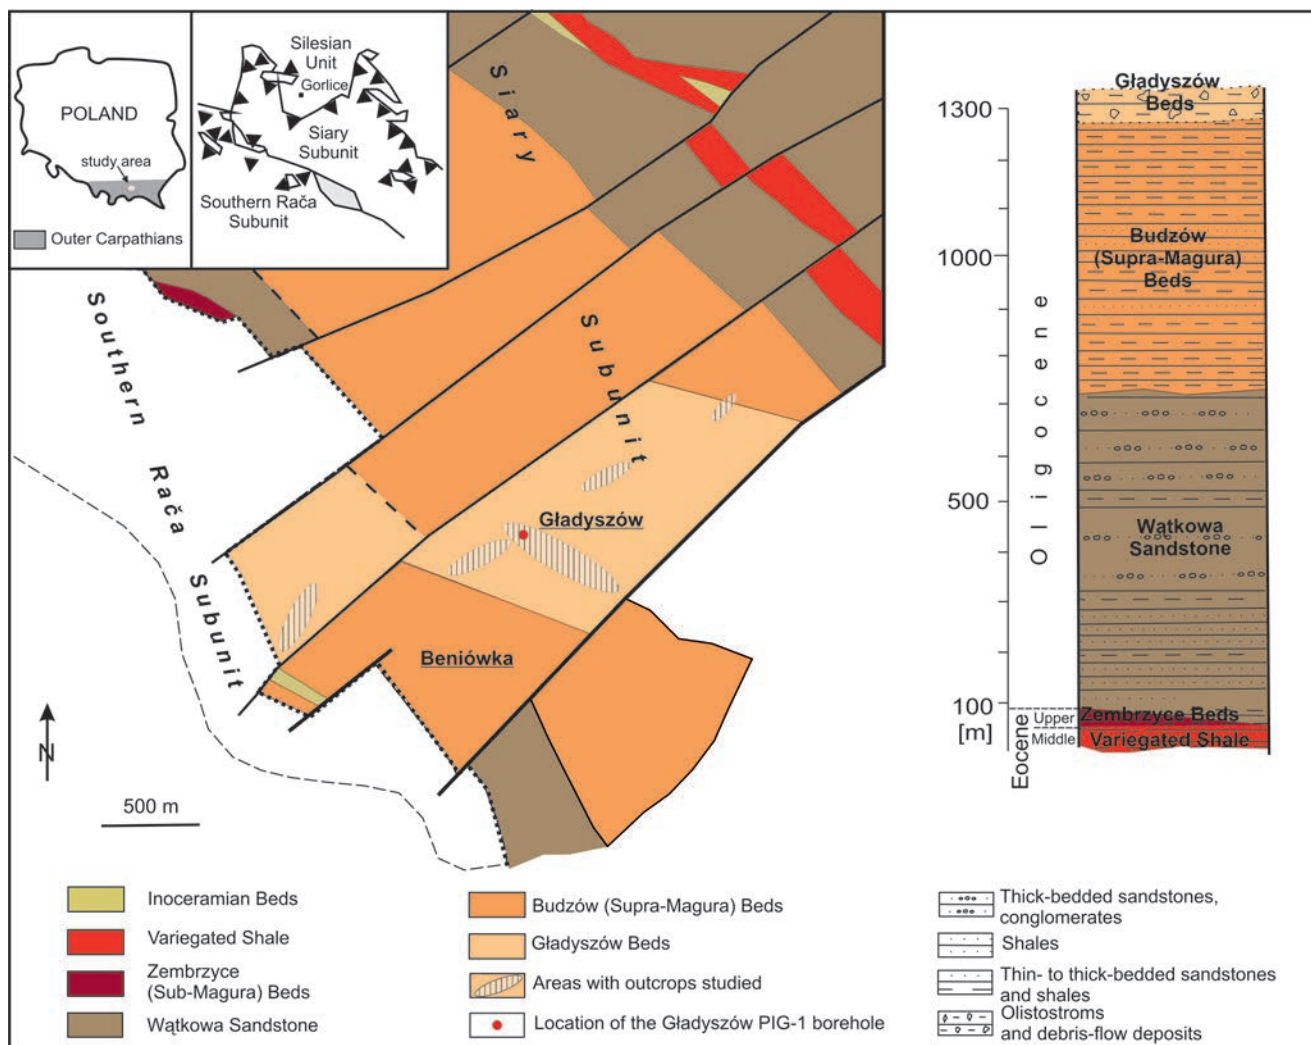 POLAND
study area
Outer Carpathians
Silesian
Unit
Gorlice
Siary
Subunit
Southern Rača
Subunit
Siary
Subunit
Southern Rača Subunit
Gładyszów
Beniówka
N
500 m
Gładyszów
Beds
1300
Budzów
(Supra-Magura)
Beds
1000
Oligocene
500
Wątkowa
Sandstone
100
[m]
Eocene
Upper
Zembrzyce Beds
Middle
Variegated Shale
Inoceramian Beds
Variegated Shale
Zembrzyce
(Sub-Magura) Beds
Wątkowa Sandstone
Budzów (Supra-Magura) Beds
Gładyszów Beds
Areas with outcrops studied
Location of the Gładyszów PIG-1 borehole
Thick-bedded sandstones,
conglomerates
Shales
Thin- to thick-bedded sandstones
and shales
Olistostroms
and debris-flow deposits